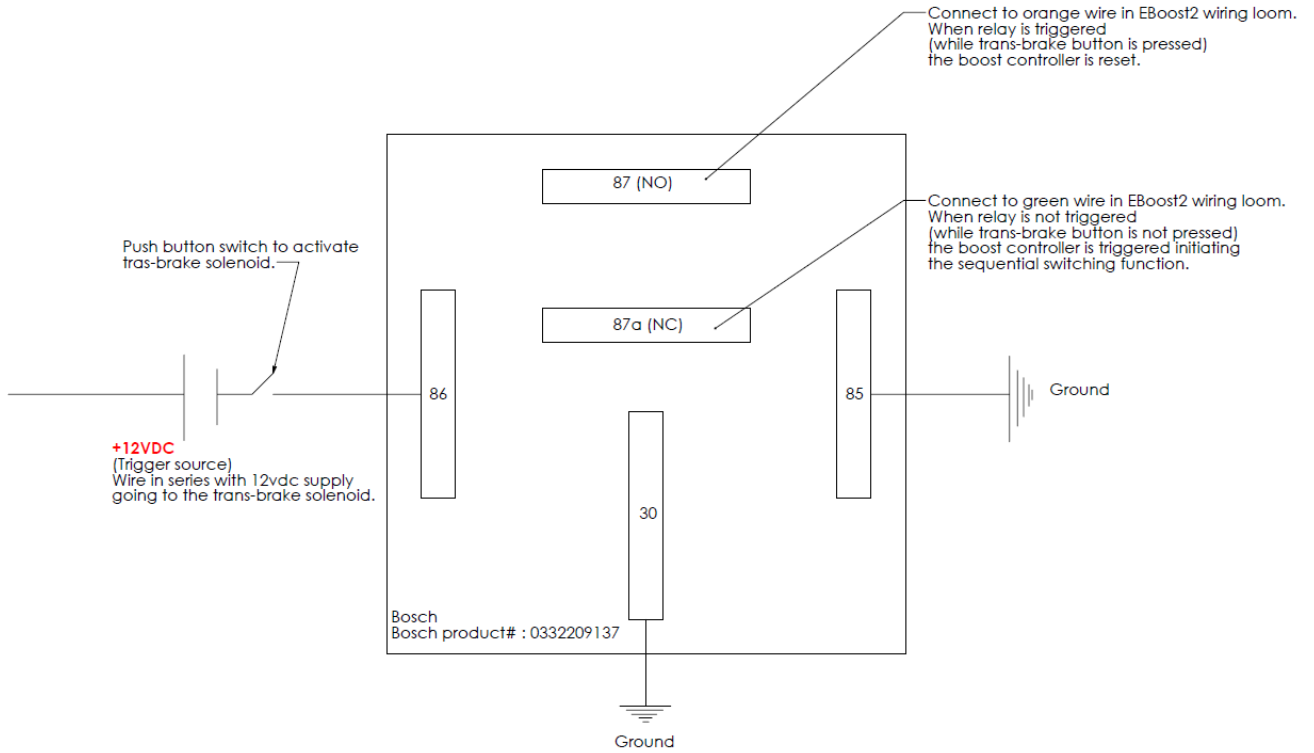 Connect to orange wire in EBoost2 wiring loom.
When relay is triggered
(while trans-brake button is pressed)
the boost controller is reset.
87 (NO)
Connect to green wire in EBoost2 wiring loom.
When relay is not triggered
(while trans-brake button is not pressed)
the boost controller is triggered initiating
the sequential switching function.
Push button switch to activate
tras-brake solenoid.
87a (NC)
86
85
Ground
+12VDC
(Trigger source)
Wire in series with 12vdc supply
going to the trans-brake solenoid.
30
Bosch
Bosch product# : 0332209137
Ground